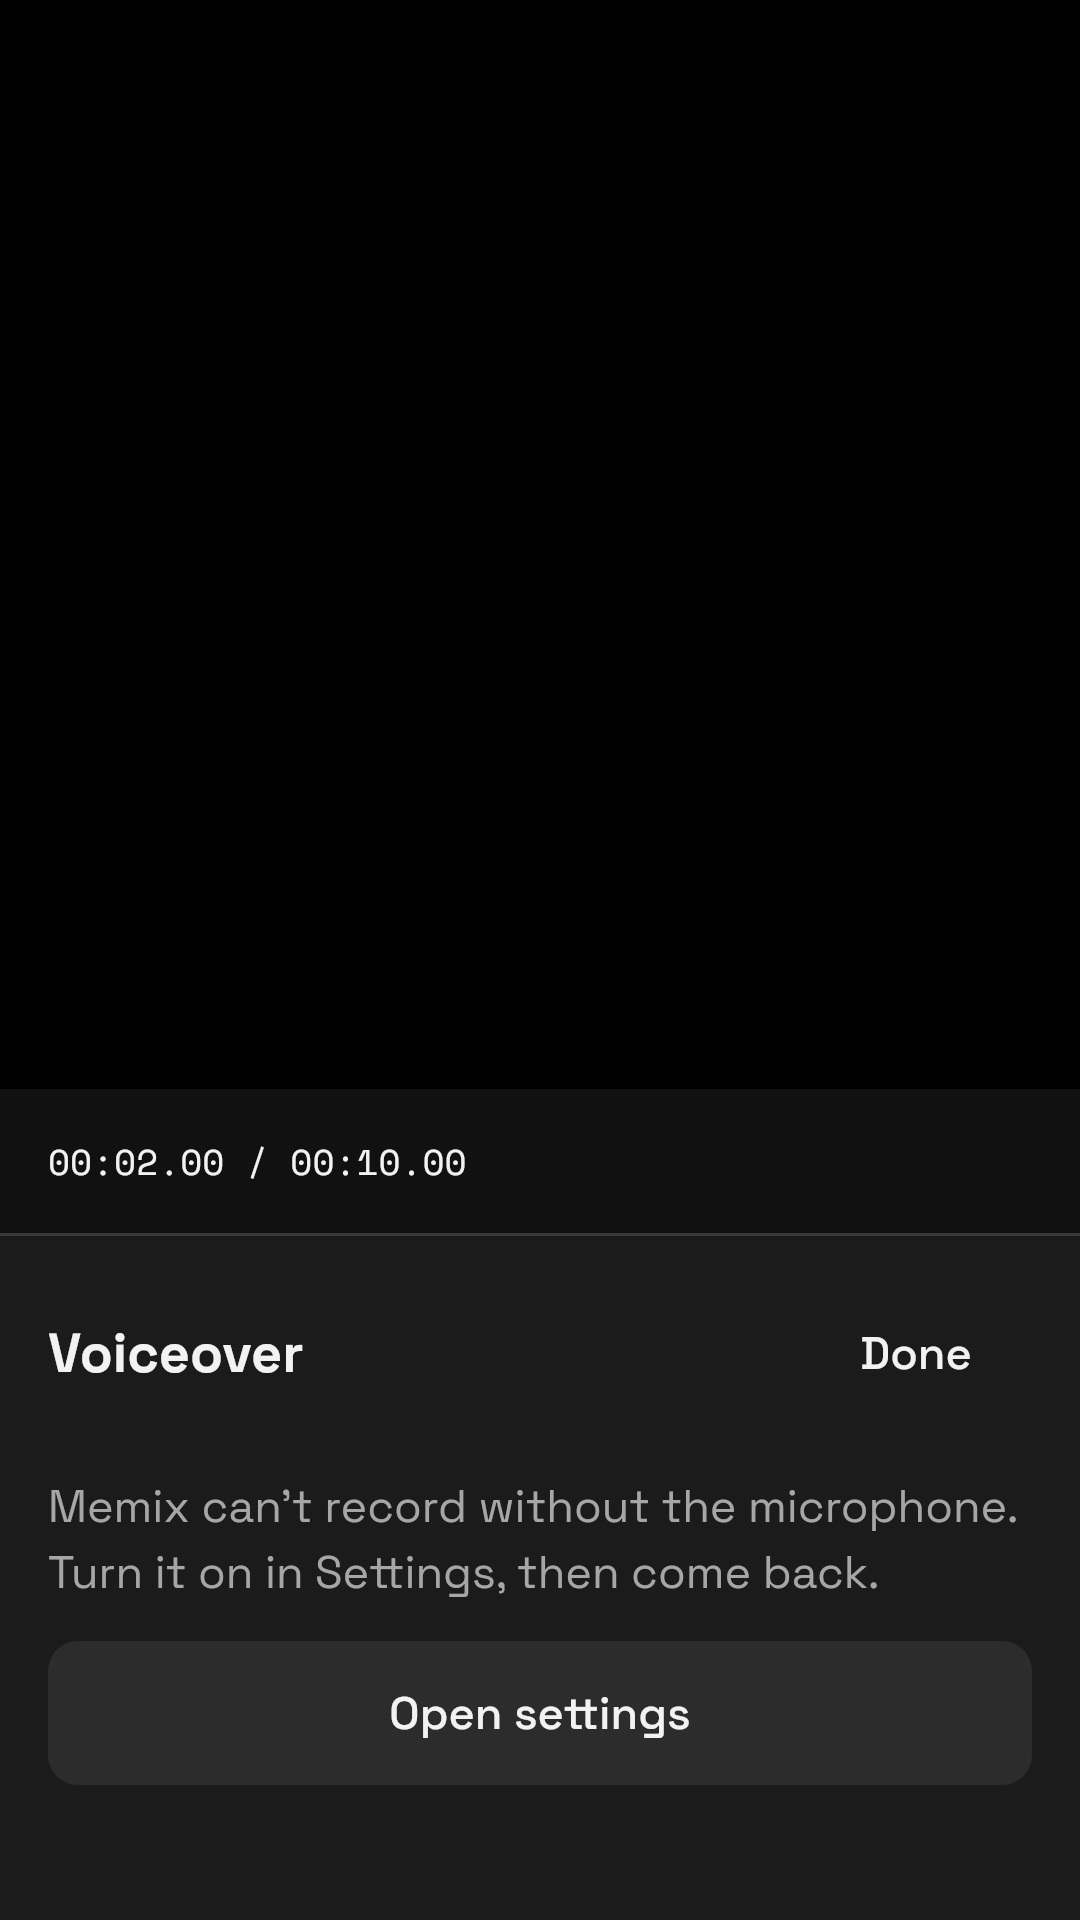 00:02.00 / 00:10.00
Voiceover
Done
Memix can’t record without the microphone.
Turn it on in Settings, then come back.
Open settings